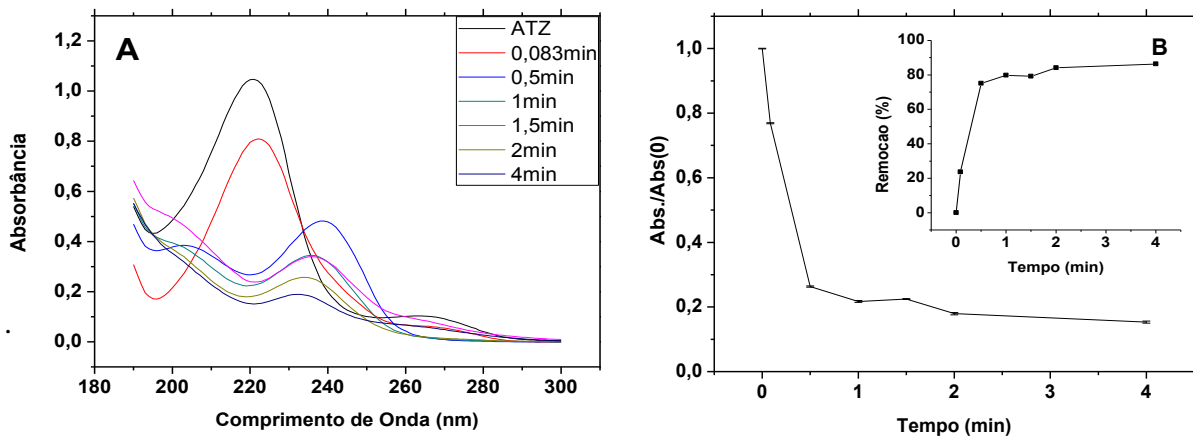 A
ATZ
0,083min
0,5min
1min
1,5min
2min
4min
1,2
1,0
0,8
0,6
0,4
0,2
0,0
Absorbância
180 200 220 240 260 280 300
Comprimento de Onda (nm)
B
1,0
0,8
0,6
0,4
0,2
0,0
Abs./Abs(0)
0 1 2 3 4
Tempo (min)
100
80
60
40
20
0
Remocao (%)
0 1 2 3 4
Tempo (min)